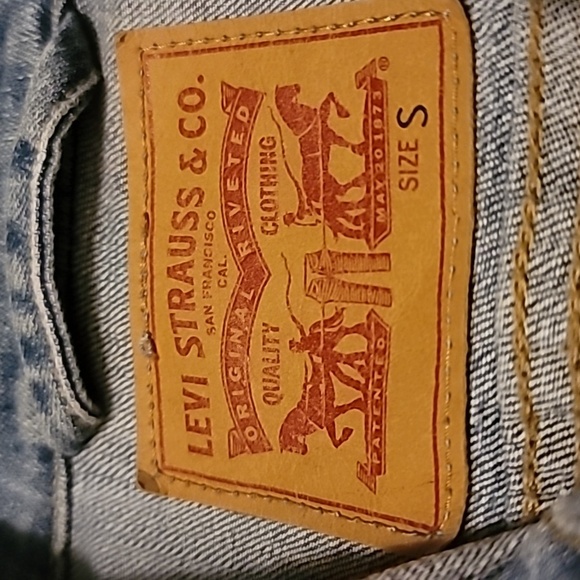 LEVI STRAUSS & CO.
SAN FRANCISCO
CAL.
ORIGINAL RIVETED
QUALITY CLOTHING
PATENTED MAY 20 1873
®
SIZE S